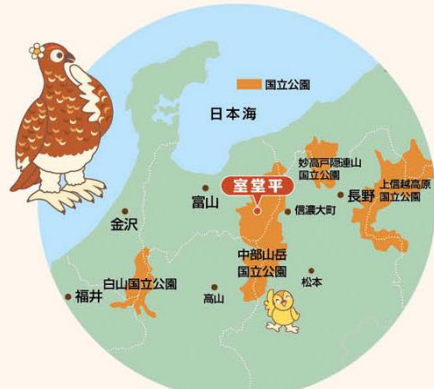 国立公園
日本海
妙高戸隠連山
国立公園
上信越高原
国立公園
室堂平
長野
富山
信濃大町
金沢
中部山岳
国立公園
白山国立公園
松本
福井
高山